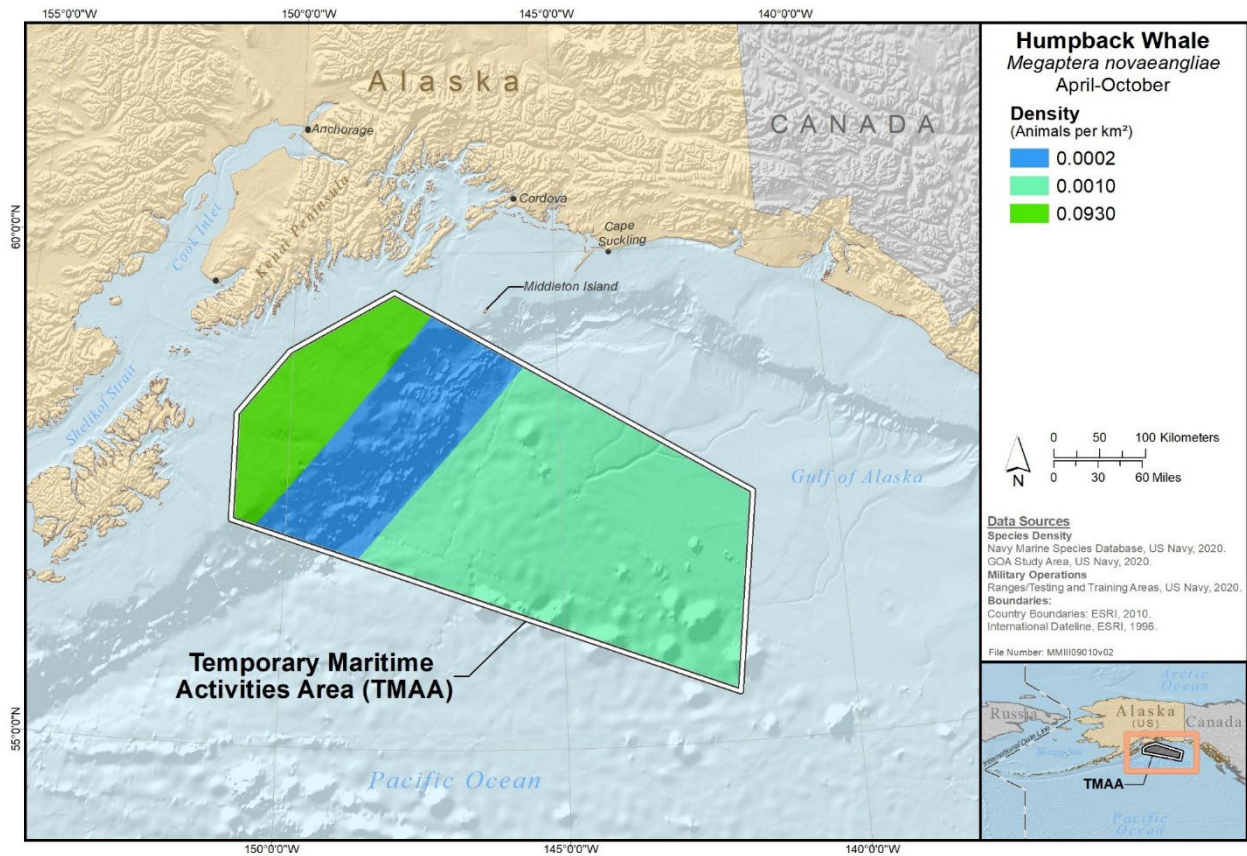 155°0'0"W
150°0'0"W
145°0'0"W
140°0'0"W
Alaska
CANADA
Anchorage
Cook Inlet
Kenai Peninsula
Cordova
Cape
Suckling
60°0'0"N
Middleton Island
Shelikof Strait
Gulf of Alaska
Temporary Maritime
Activities Area (TMAA)
55°0'0"N
Pacific Ocean
150°0'0"W
145°0'0"W
140°0'0"W
Humpback Whale
Megaptera novaeangliae
April-October
Density
(Animals per km²)
0.0002
0.0010
0.0930
N
0 50 100 Kilometers
0 30 60 Miles
Data Sources
Species Density
Navy Marine Species Database, US Navy, 2020.
GOA Study Area, US Navy, 2020.
Military Operations
Ranges/Testing and Training Areas, US Navy, 2020.
Boundaries:
Country Boundaries: ESRI, 2010.
International Dateline, ESRI, 1996.
File Number: MMIII09010v02
Arctic
Ocean
Russia
Alaska
(US)
Canada
International Date Line
Bering Sea
TMAA
Pacific
Ocean